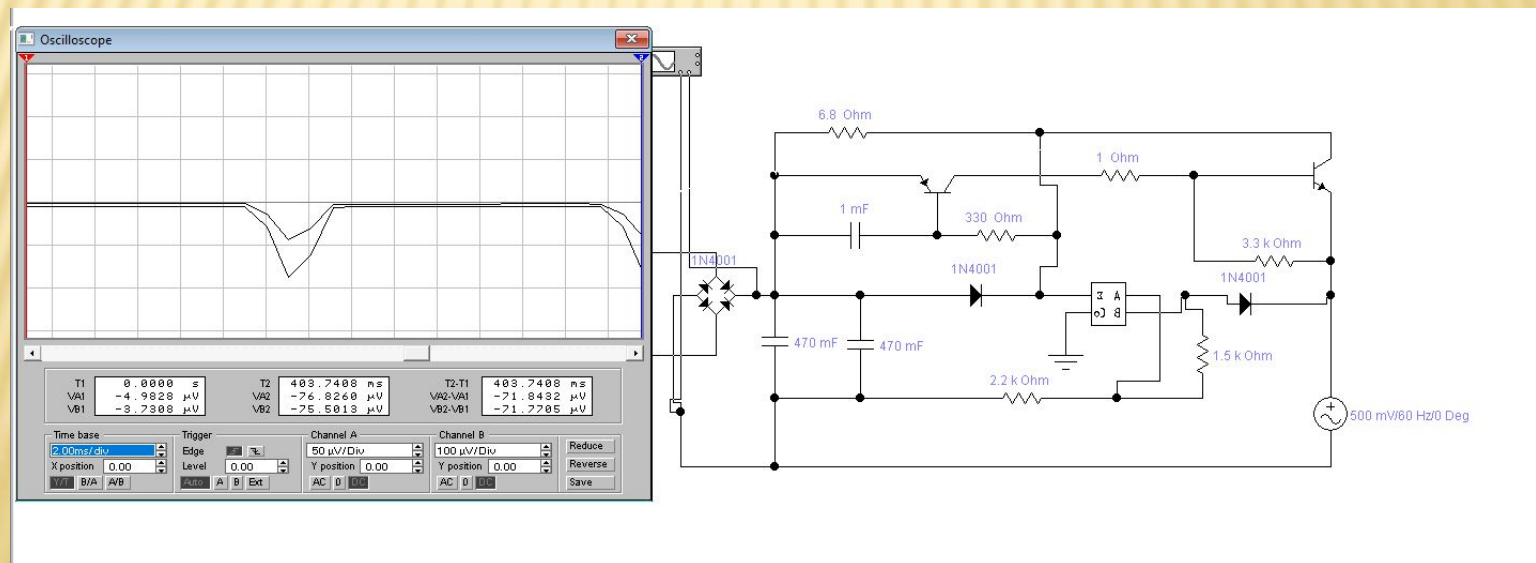 Oscilloscope
1
2
T1 0.0000 s
VA1 -4.9828 µV
VB1 -3.7308 µV
T2 403.7408 ms
VA2 -76.8260 µV
VB2 -75.5013 µV
T2-T1 403.7408 ms
VA2-VA1 -71.8432 µV
VB2-VB1 -71.7705 µV
Time base
2.00ms/div
X position 0.00
Y/T B/A A/B
Trigger
Edge
Level 0.00
Auto A B Ext
Channel A
50 µV/Div
Y position 0.00
AC 0 DC
Channel B
100 µV/Div
Y position 0.00
AC 0 DC
Reduce
Reverse
Save
6.8 Ohm
1 Ohm
1 mF
330 Ohm
3.3 k Ohm
1N4001
1N4001
1N4001
A
B
470 mF
470 mF
1.5 k Ohm
2.2 k Ohm
500 mV/60 Hz/0 Deg